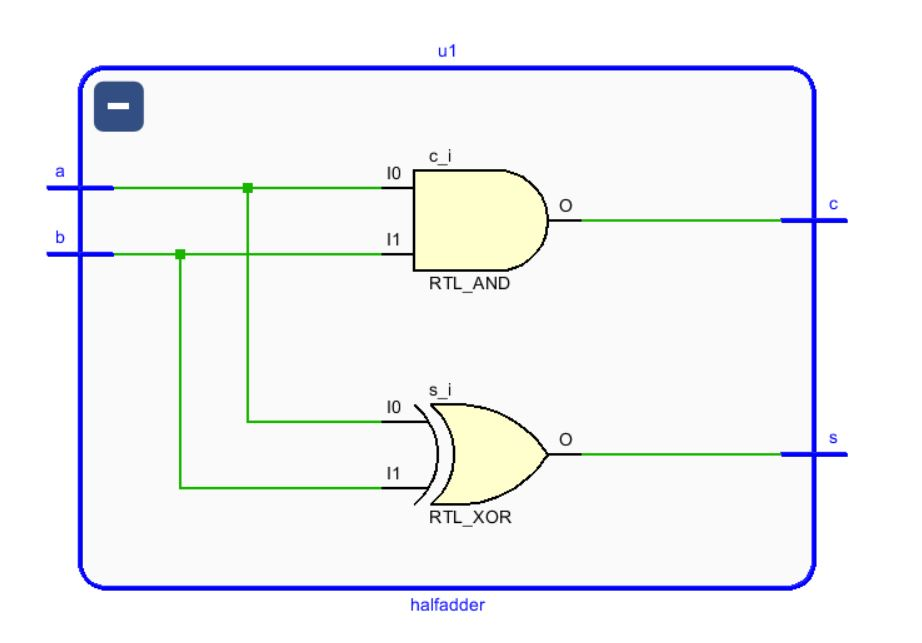 u1
a
b
I0
c_i
I1
O
RTL_AND
c
I0
s_i
I1
O
RTL_XOR
s
halfadder